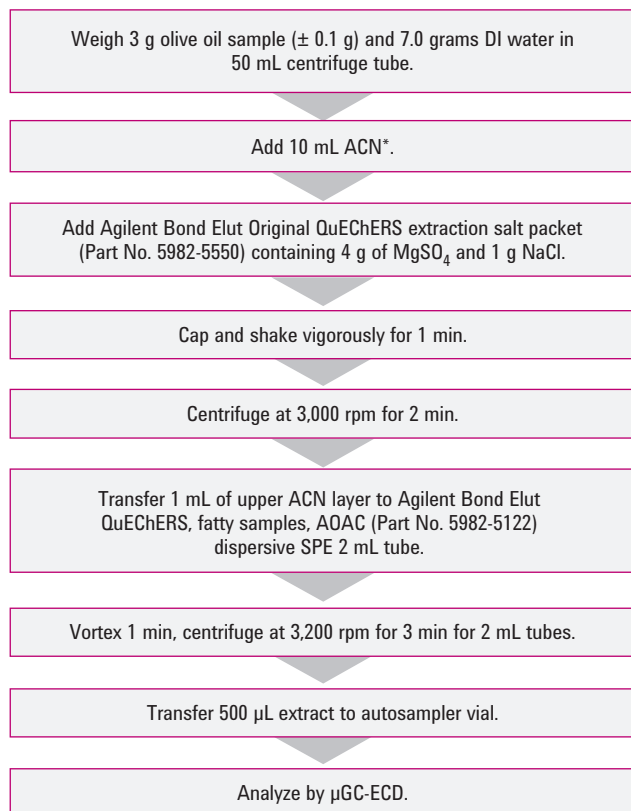 Weigh 3 g olive oil sample (± 0.1 g) and 7.0 grams DI water in
50 mL centrifuge tube.
Add 10 mL ACN*.
Add Agilent Bond Elut Original QuEChERS extraction salt packet
(Part No. 5982-5550) containing 4 g of MgSO₄ and 1 g NaCl.
Cap and shake vigorously for 1 min.
Centrifuge at 3,000 rpm for 2 min.
Transfer 1 mL of upper ACN layer to Agilent Bond Elut
QuEChERS, fatty samples, AOAC (Part No. 5982-5122)
dispersive SPE 2 mL tube.
Vortex 1 min, centrifuge at 3,200 rpm for 3 min for 2 mL tubes.
Transfer 500 µL extract to autosampler vial.
Analyze by µGC-ECD.